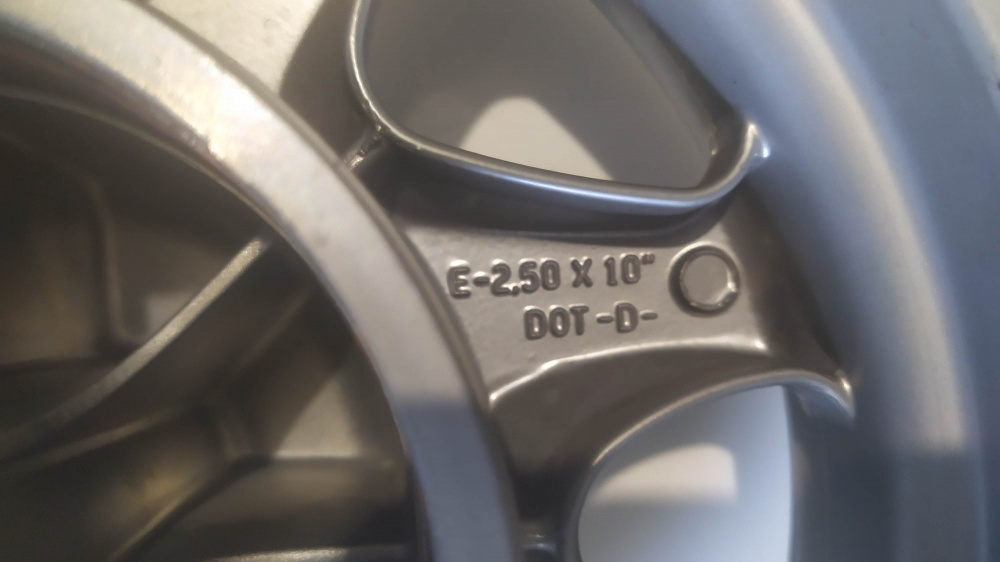 E-2,50 X 10"
DOT -D-